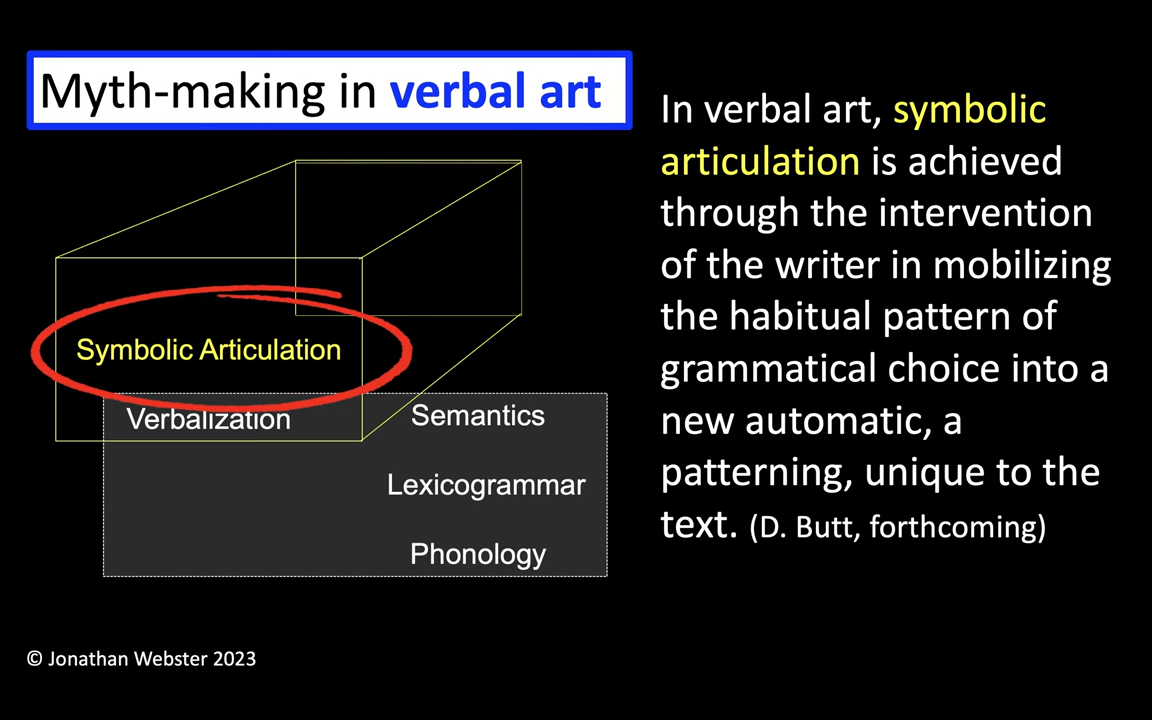 Myth-making in verbal art
Symbolic Articulation
Verbalization
Semantics
Lexicogrammar
Phonology
In verbal art, symbolic
articulation is achieved
through the intervention
of the writer in mobilizing
the habitual pattern of
grammatical choice into a
new automatic, a
patterning, unique to the
text. (D. Butt, forthcoming)
© Jonathan Webster 2023